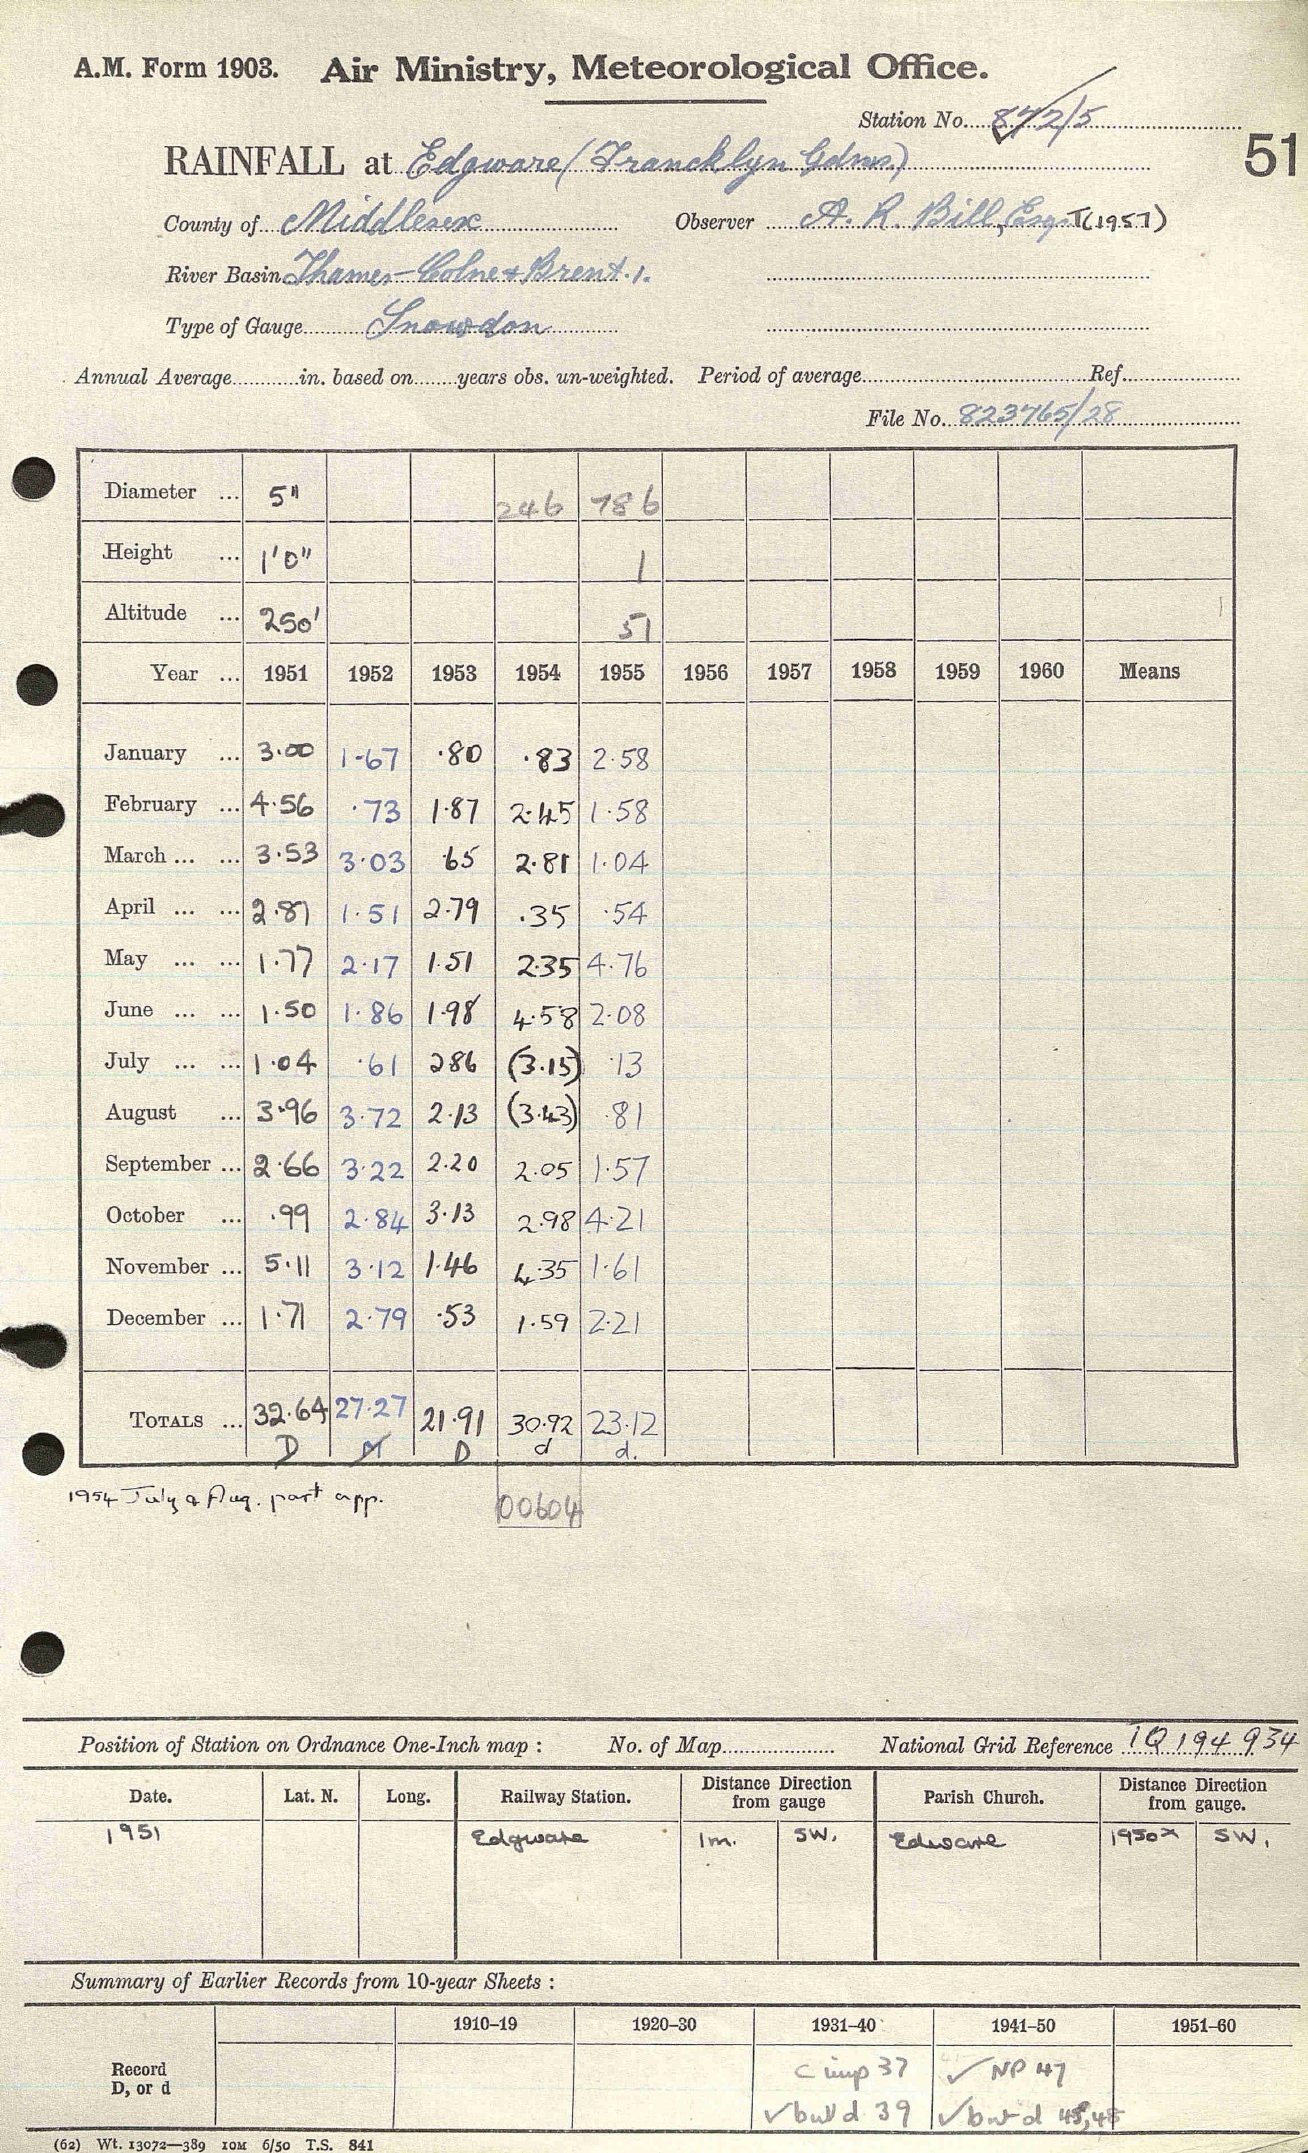 A.M. Form 1903. Air Ministry, Meteorological Office.
Station No. 872/5
51
RAINFALL at Edgware (Francklyn Gdns.)
County of Middlesex Observer A. R. Bill, Esq. T(1957)
River Basin Thames - Colne & Brent. 1.
Type of Gauge Snowdon
Annual Average in. based on years obs. un-weighted. Period of average Ref.
File No. 823765/28
Diameter ... 5" 246 786
Height ... 1'0" 1
Altitude ... 250' 51
Year ... 1951 1952 1953 1954 1955 1956 1957 1958 1959 1960 Means
January ... 3.00 1.67 .80 .83 2.58
February ... 4.56 .73 1.87 2.45 1.58
March ... ... 3.53 3.03 .65 2.81 1.04
April ... ... 2.81 1.51 2.79 .35 .54
May ... ... 1.77 2.17 1.51 2.35 4.76
June ... ... 1.50 1.86 1.98 4.58 2.08
July ... ... 1.04 .61 2.86 (3.15) .13
August ... 3.96 3.72 2.13 (3.43) .81
September ... 2.66 3.22 2.20 2.05 1.57
October ... .99 2.84 3.13 2.98 4.21
November ... 5.11 3.12 1.46 4.35 1.61
December ... 1.71 2.79 .53 1.59 2.21
TOTALS ... 32.64 27.27 21.91 30.92 23.12
D D d d.
1954 July & Aug. part app. 00604
Position of Station on Ordnance One-Inch map : No. of Map National Grid Reference TQ 194 934
Date. Lat. N. Long. Railway Station. Distance Direction from gauge Parish Church. Distance Direction from gauge.
1951 Edgware 1m. SW. Edware 1950x SW.
Summary of Earlier Records from 10-year Sheets :
1910–19 1920–30 1931–40 1941–50 1951–60
Record D, or d
C imp 37 ✓ NP 47
✓ but d 39 ✓ but d 45,48
(62) Wt. 13072—389 10M 6/50 T.S. 841